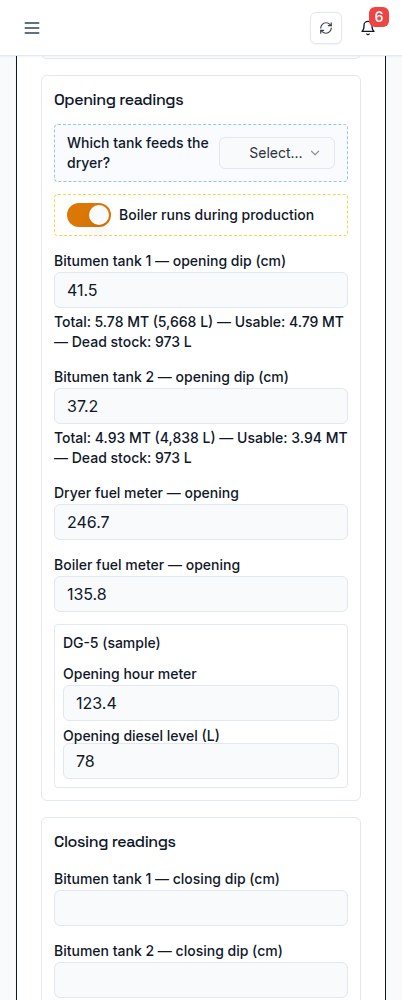 6
Opening readings
Which tank feeds the
dryer?
Select...
Boiler runs during production
Bitumen tank 1 — opening dip (cm)
41.5
Total: 5.78 MT (5,668 L) — Usable: 4.79 MT
— Dead stock: 973 L
Bitumen tank 2 — opening dip (cm)
37.2
Total: 4.93 MT (4,838 L) — Usable: 3.94 MT
— Dead stock: 973 L
Dryer fuel meter — opening
246.7
Boiler fuel meter — opening
135.8
DG-5 (sample)
Opening hour meter
123.4
Opening diesel level (L)
78
Closing readings
Bitumen tank 1 — closing dip (cm)
Bitumen tank 2 — closing dip (cm)